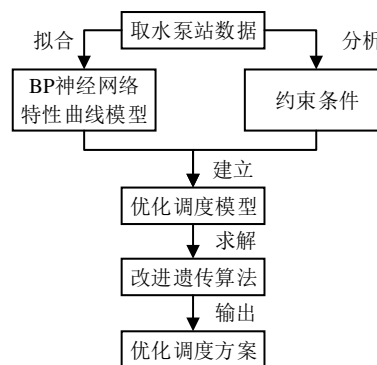 取水泵站数据
拟合
分析
BP神经网络
特性曲线模型
约束条件
建立
优化调度模型
求解
改进遗传算法
输出
优化调度方案